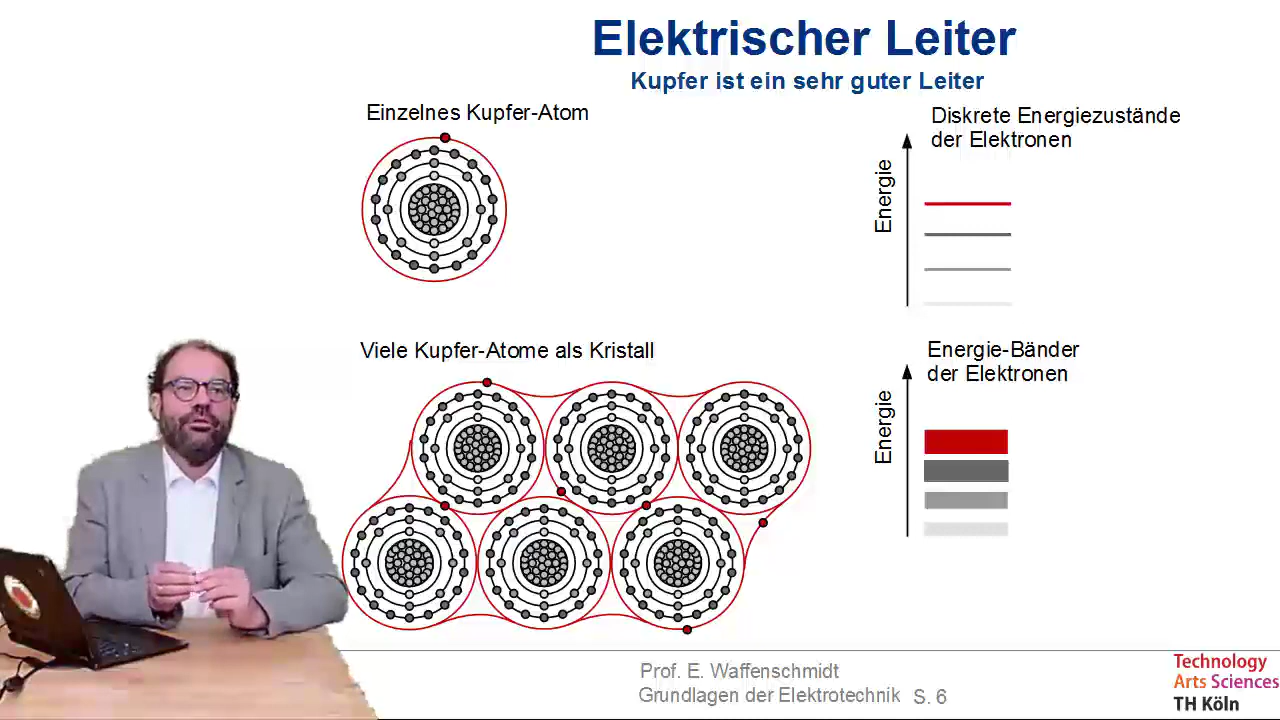 Elektrischer Leiter
Kupfer ist ein sehr guter Leiter
Einzelnes Kupfer-Atom
Diskrete Energiezustände
der Elektronen
Energie
Viele Kupfer-Atome als Kristall
Energie-Bänder
der Elektronen
Energie
Prof. E. Waffenschmidt
Grundlagen der Elektrotechnik S. 6
Technology
Arts Sciences
TH Köln